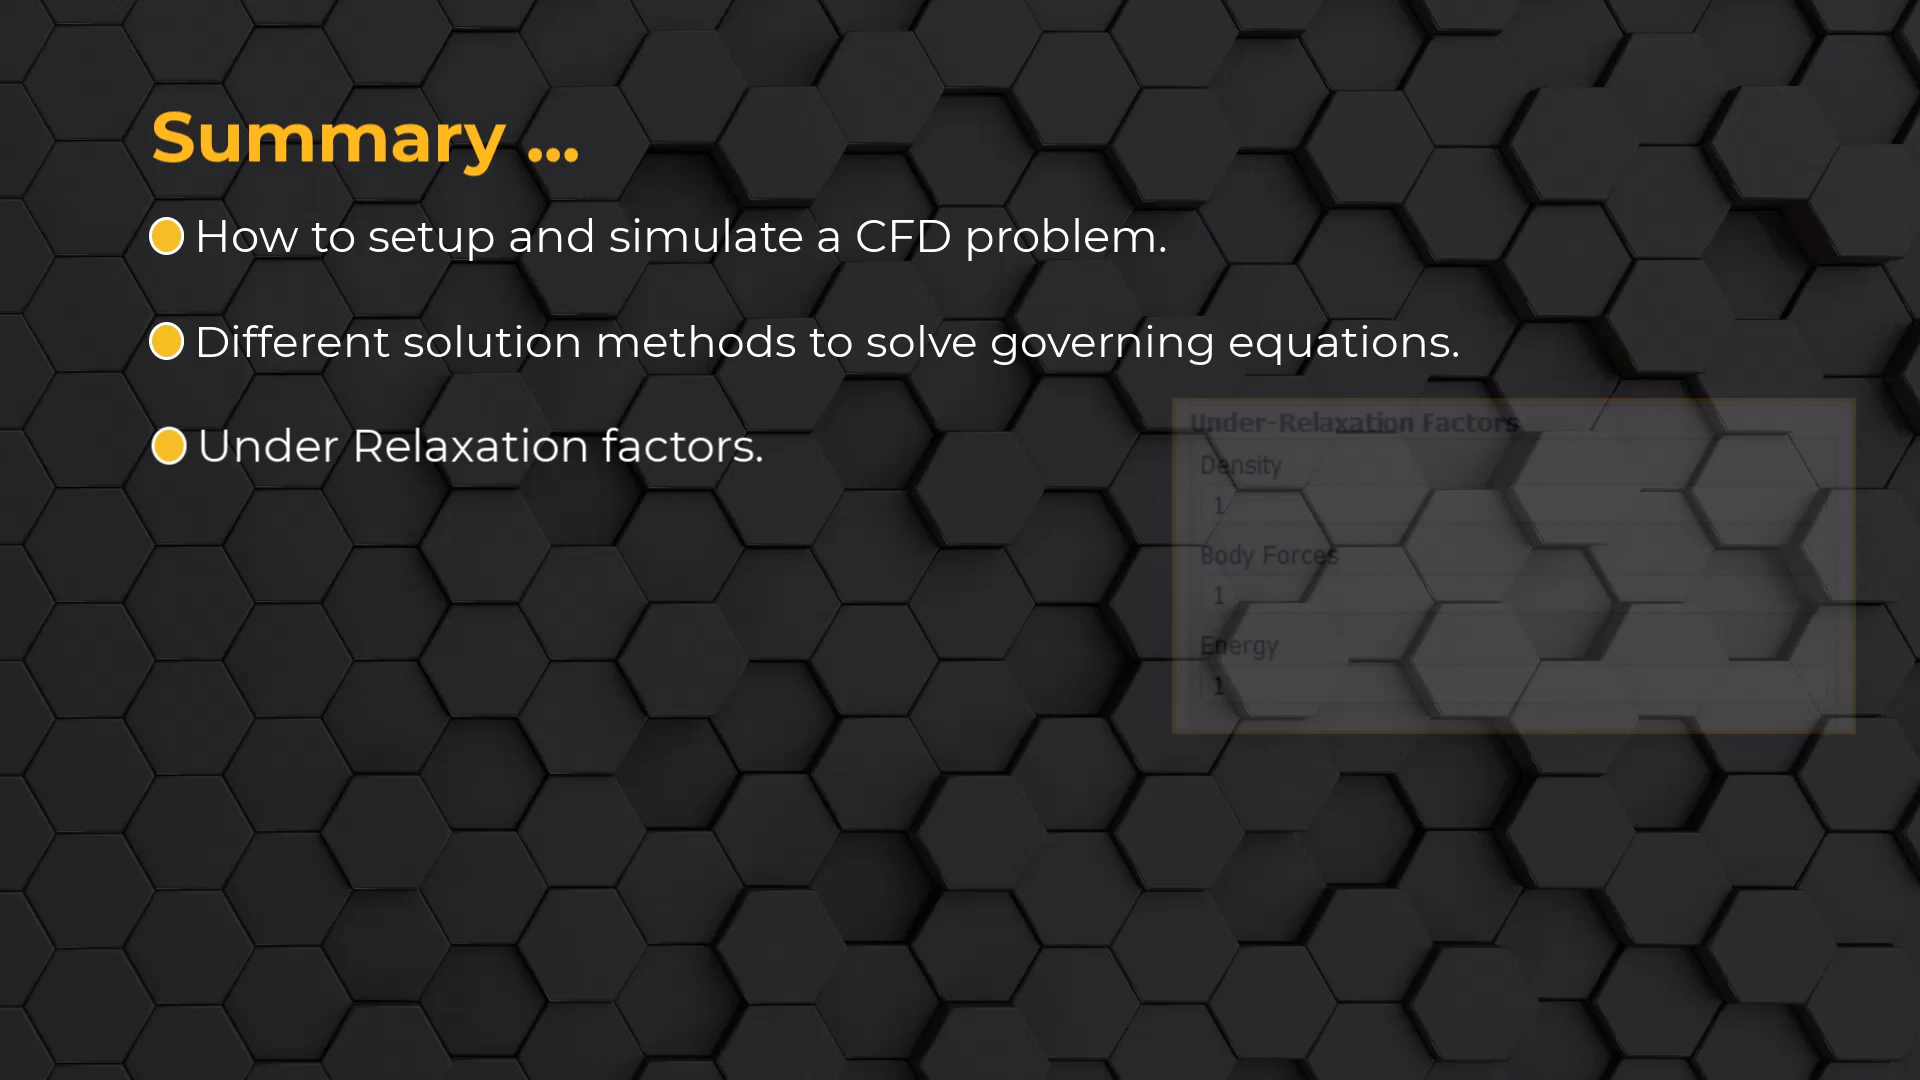 Summary ...
How to setup and simulate a CFD problem.
Different solution methods to solve governing equations.
Under Relaxation factors.
Under-Relaxation Factors
Density
1
Body Forces
1
Energy
1